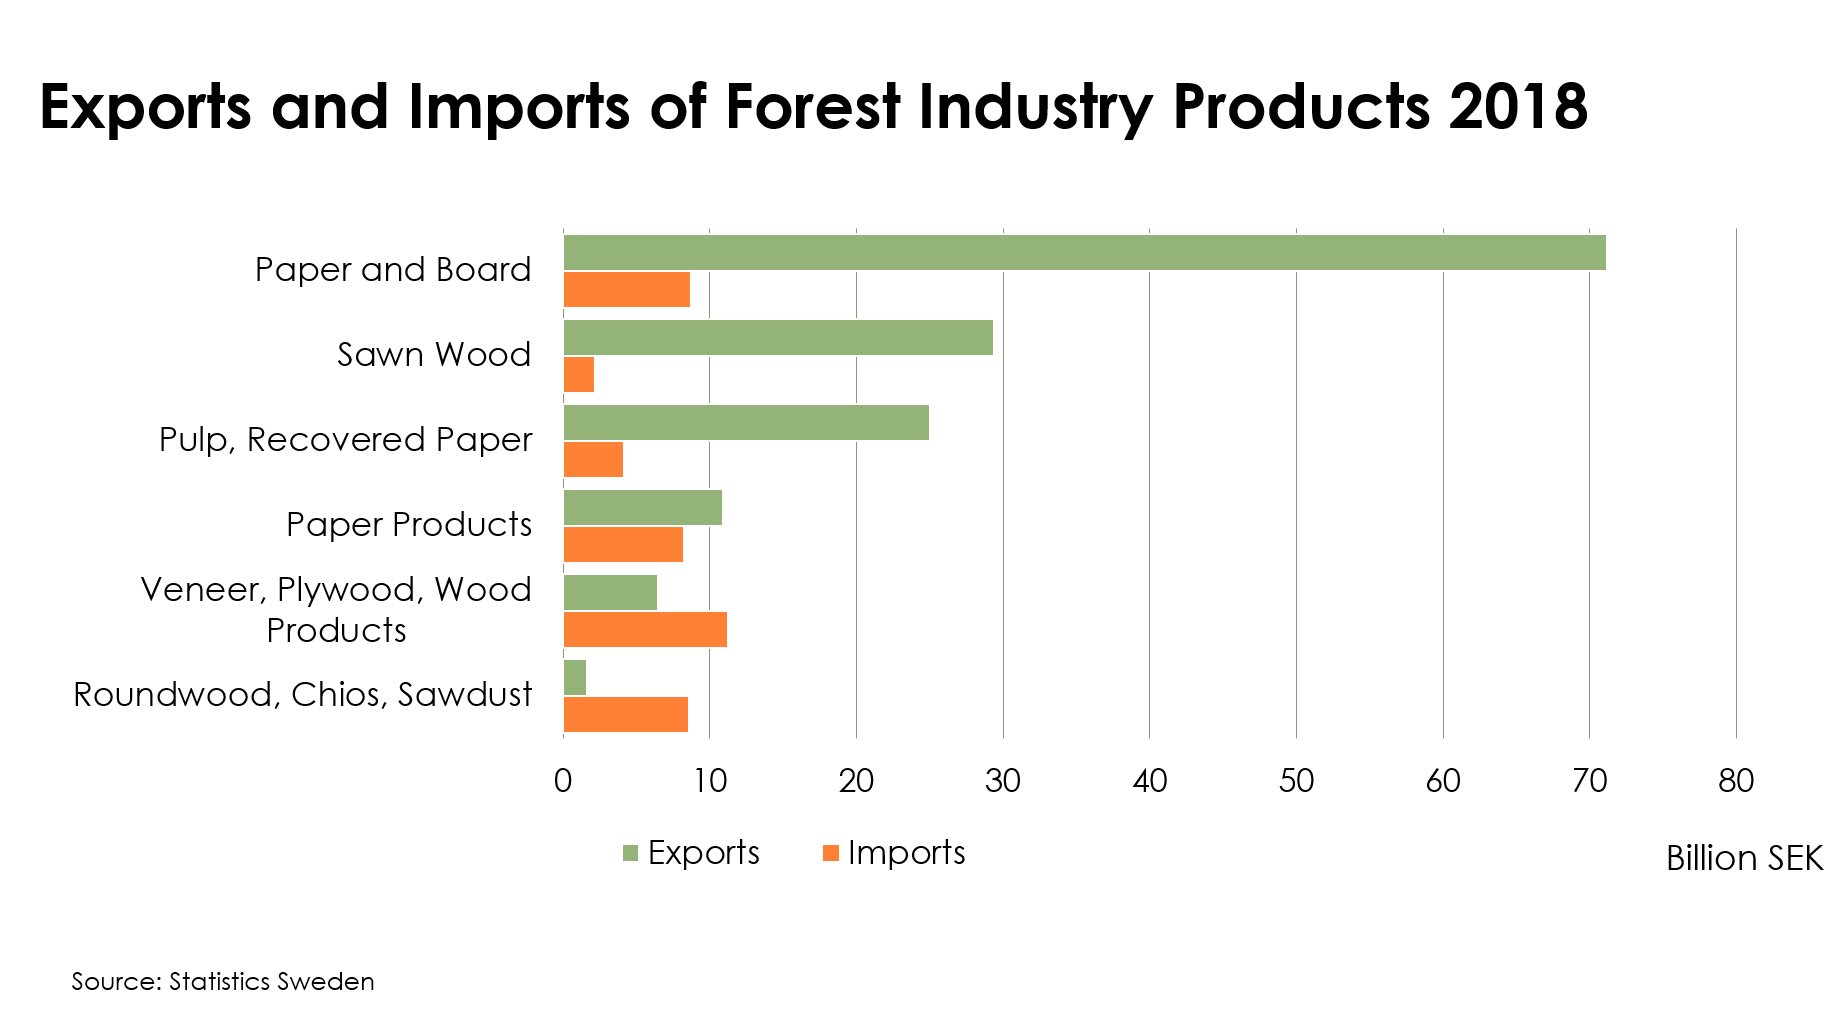 Exports and Imports of Forest Industry Products 2018
Paper and Board
Sawn Wood
Pulp, Recovered Paper
Paper Products
Veneer, Plywood, Wood
Products
Roundwood, Chios, Sawdust
0 10 20 30 40 50 60 70 80
Exports Imports
Billion SEK
Source: Statistics Sweden